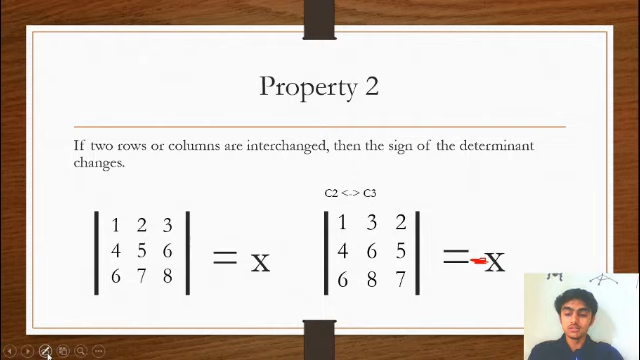 Property 2
If two rows or columns are interchanged, then the sign of the determinant
changes.
C2 <-> C3
1 2 3
4 5 6
6 7 8
= x
1 3 2
4 6 5
6 8 7
= -x